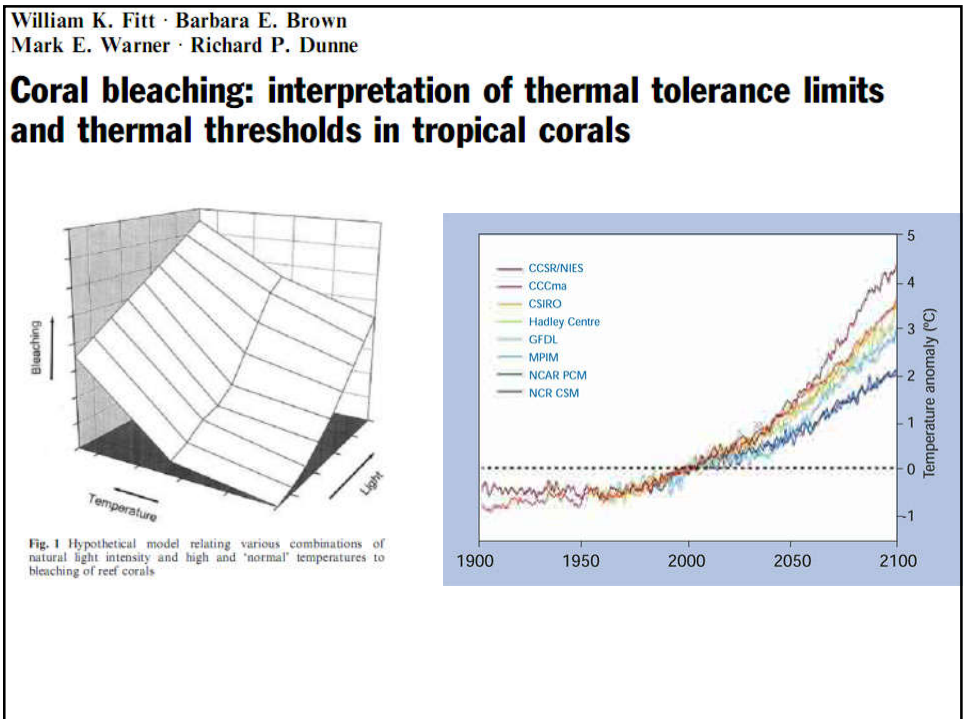 William K. Fitt · Barbara E. Brown
Mark E. Warner · Richard P. Dunne
Coral bleaching: interpretation of thermal tolerance limits
and thermal thresholds in tropical corals
Bleaching
Temperature
Light
Fig. 1 Hypothetical model relating various combinations of
natural light intensity and high and 'normal' temperatures to
bleaching of reef corals
CCSR/NIES
CCCma
CSIRO
Hadley Centre
GFDL
MPIM
NCAR PCM
NCR CSM
5
4
3
2
1
0
-1
Temperature anomaly (ºC)
1900 1950 2000 2050 2100